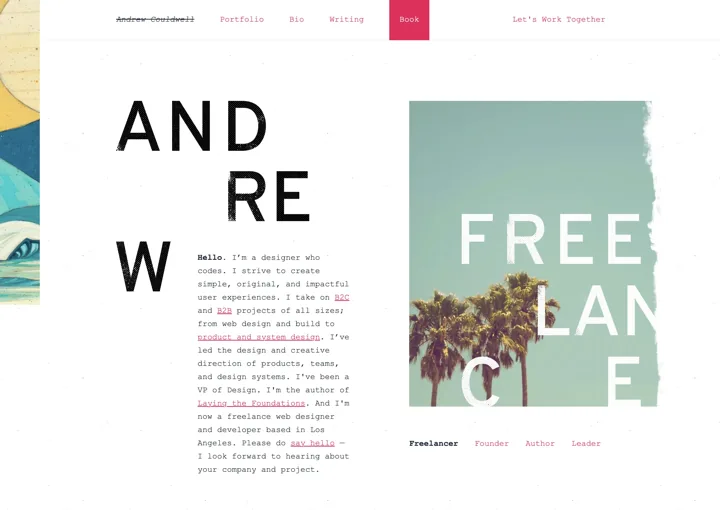 Andrew Couldwell Portfolio Bio Writing Book Let's Work Together
AND
RE
W
Hello. I'm a designer who
codes. I strive to create
simple, original, and impactful
user experiences. I take on B2C
and B2B projects of all sizes;
from web design and build to
product and system design. I've
led the design and creative
direction of products, teams,
and design systems. I've been a
VP of Design. I'm the author of
Laying the Foundations. And I'm
now a freelance web designer
and developer based in Los
Angeles. Please do say hello —
I look forward to hearing about
your company and project.
FREE
LAN
C E
Freelancer Founder Author Leader